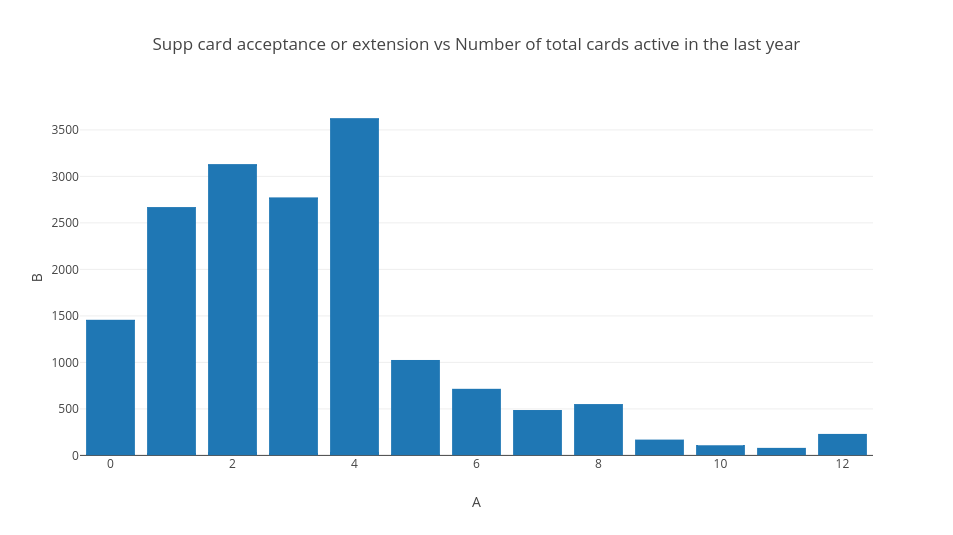 Supp card acceptance or extension vs Number of total cards active in the last year
3500
3000
2500
2000
1500
1000
500
0
B
0 2 4 6 8 10 12
A